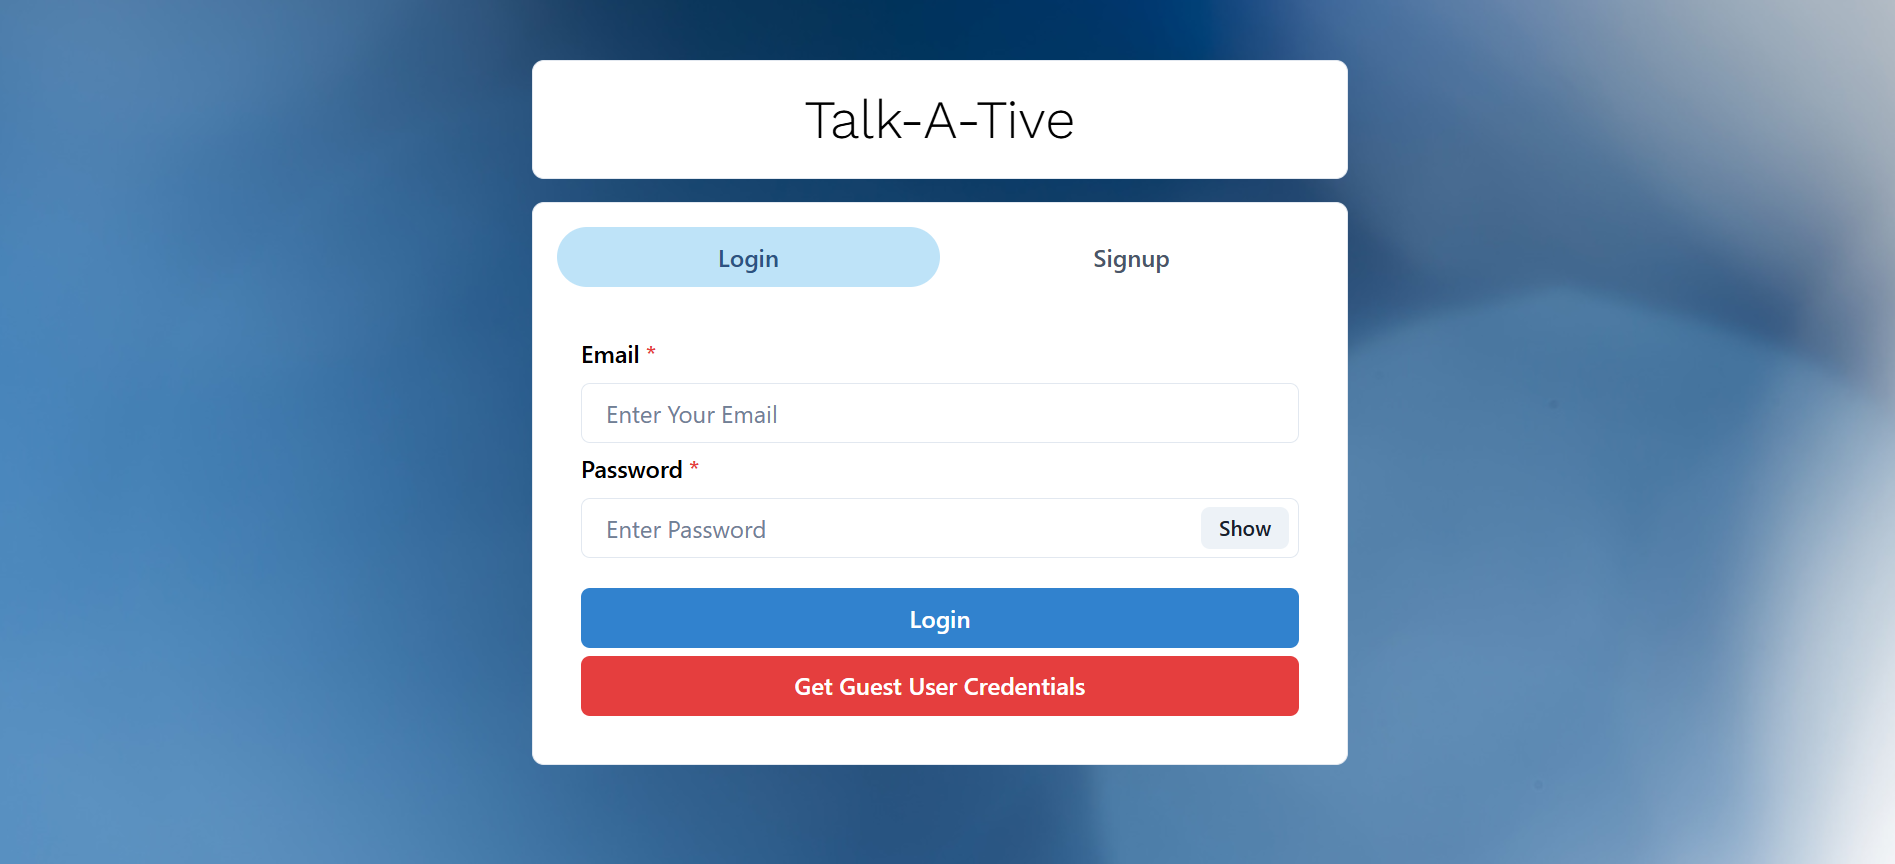 Talk-A-Tive
Login Signup
Email *
Enter Your Email
Password *
Enter Password Show
Login
Get Guest User Credentials